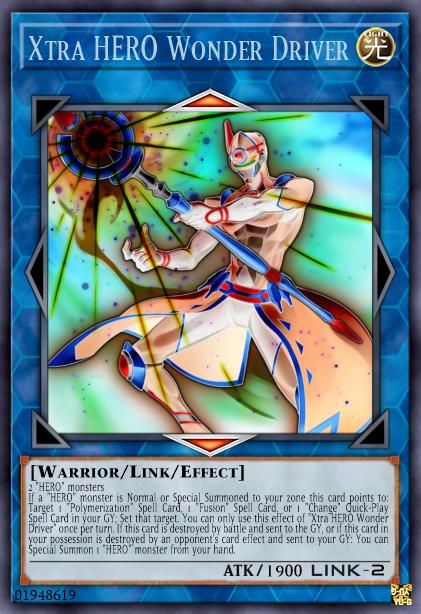 Xtra HERO Wonder Driver
LIGHT
光
[Warrior/Link/Effect]
2 "HERO" monsters
If a "HERO" monster is Normal or Special Summoned to your zone this card points to:
Target 1 "Polymerization" Spell Card, 1 "Fusion" Spell Card, or 1 "Change" Quick-Play
Spell Card in your GY; Set that target. You can only use this effect of "Xtra HERO Wonder
Driver" once per turn. If this card is destroyed by battle and sent to the GY, or if this card in
your possession is destroyed by an opponent's card effect and sent to your GY: You can
Special Summon 1 "HERO" monster from your hand.
ATK/1900 LINK-2
01948619